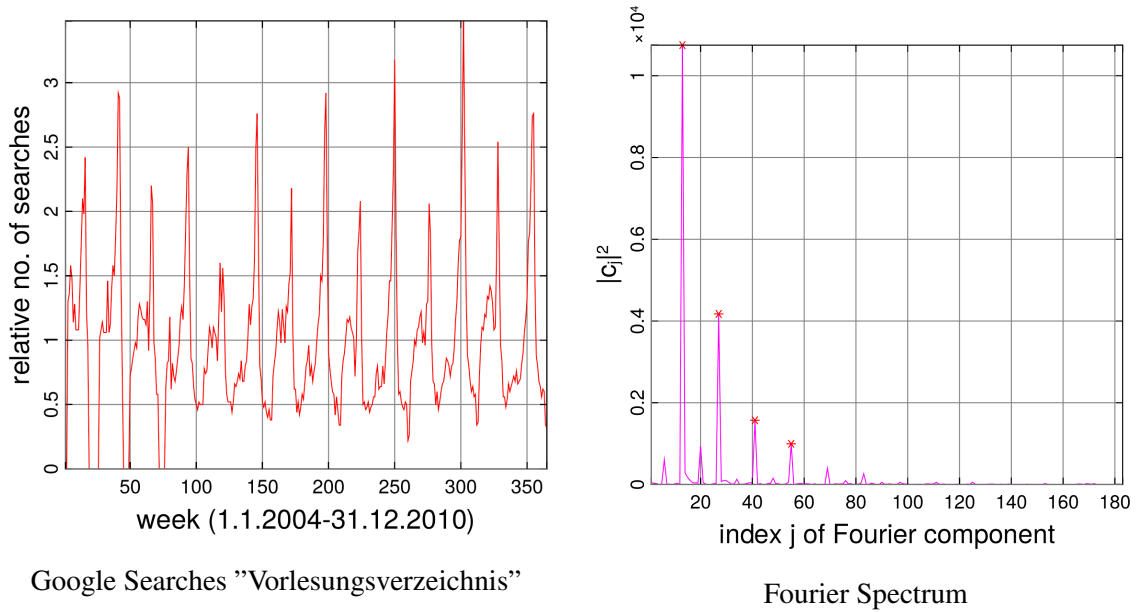 relative no. of searches
3
2.5
2
1.5
1
0.5
0
50 100 150 200 250 300 350
week (1.1.2004-31.12.2010)
Google Searches ”Vorlesungsverzeichnis”
×10⁴
|cⱼ|²
1
0.8
0.6
0.4
0.2
0
20 40 60 80 100 120 140 160 180
index j of Fourier component
Fourier Spectrum